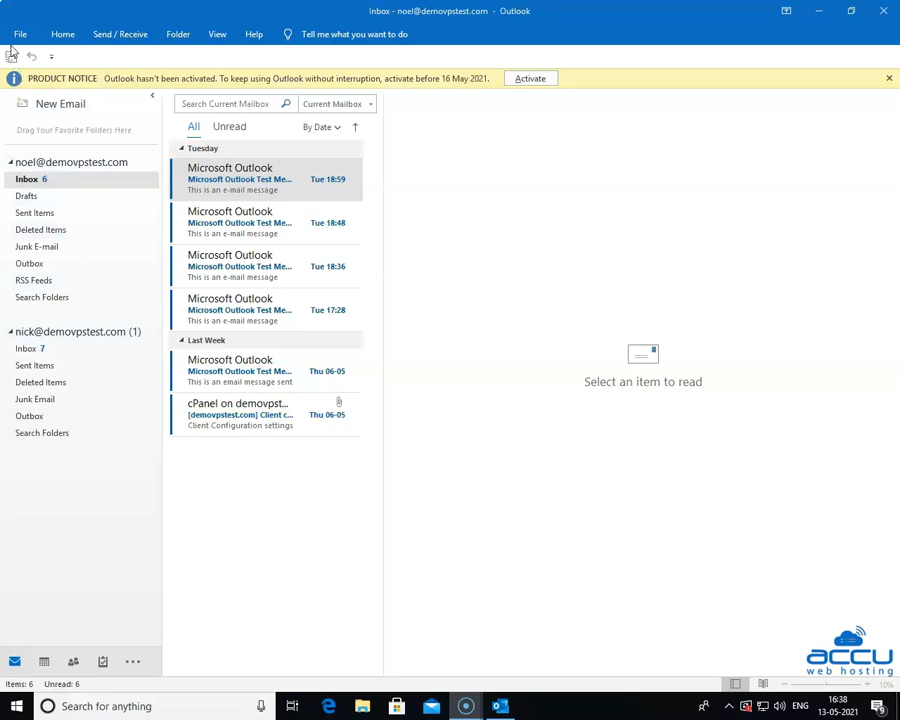 Inbox - noel@demovpstest.com - Outlook
File Home Send / Receive Folder View Help Tell me what you want to do
PRODUCT NOTICE Outlook hasn't been activated. To keep using Outlook without interruption, activate before 16 May 2021. Activate
New Email
Drag Your Favorite Folders Here
noel@demovpstest.com
Inbox 6
Drafts
Sent Items
Deleted Items
Junk E-mail
Outbox
RSS Feeds
Search Folders
nick@demovpstest.com (1)
Inbox 7
Sent Items
Deleted Items
Junk Email
Outbox
Search Folders
Search Current Mailbox Current Mailbox
All Unread By Date
Tuesday
Microsoft Outlook
Microsoft Outlook Test Me... Tue 18:59
This is an e-mail message
Microsoft Outlook
Microsoft Outlook Test Me... Tue 18:48
This is an e-mail message
Microsoft Outlook
Microsoft Outlook Test Me... Tue 18:36
This is an e-mail message
Microsoft Outlook
Microsoft Outlook Test Me... Tue 17:28
This is an e-mail message
Last Week
Microsoft Outlook
Microsoft Outlook Test Me... Thu 06-05
This is an email message sent
cPanel on demovpst...
[demovpstest.com] Client c... Thu 06-05
Client Configuration settings
Select an item to read
ACCU
web hosting
Items: 6 Unread: 6
10%
Search for anything
ENG
16:38
13-05-2021
9